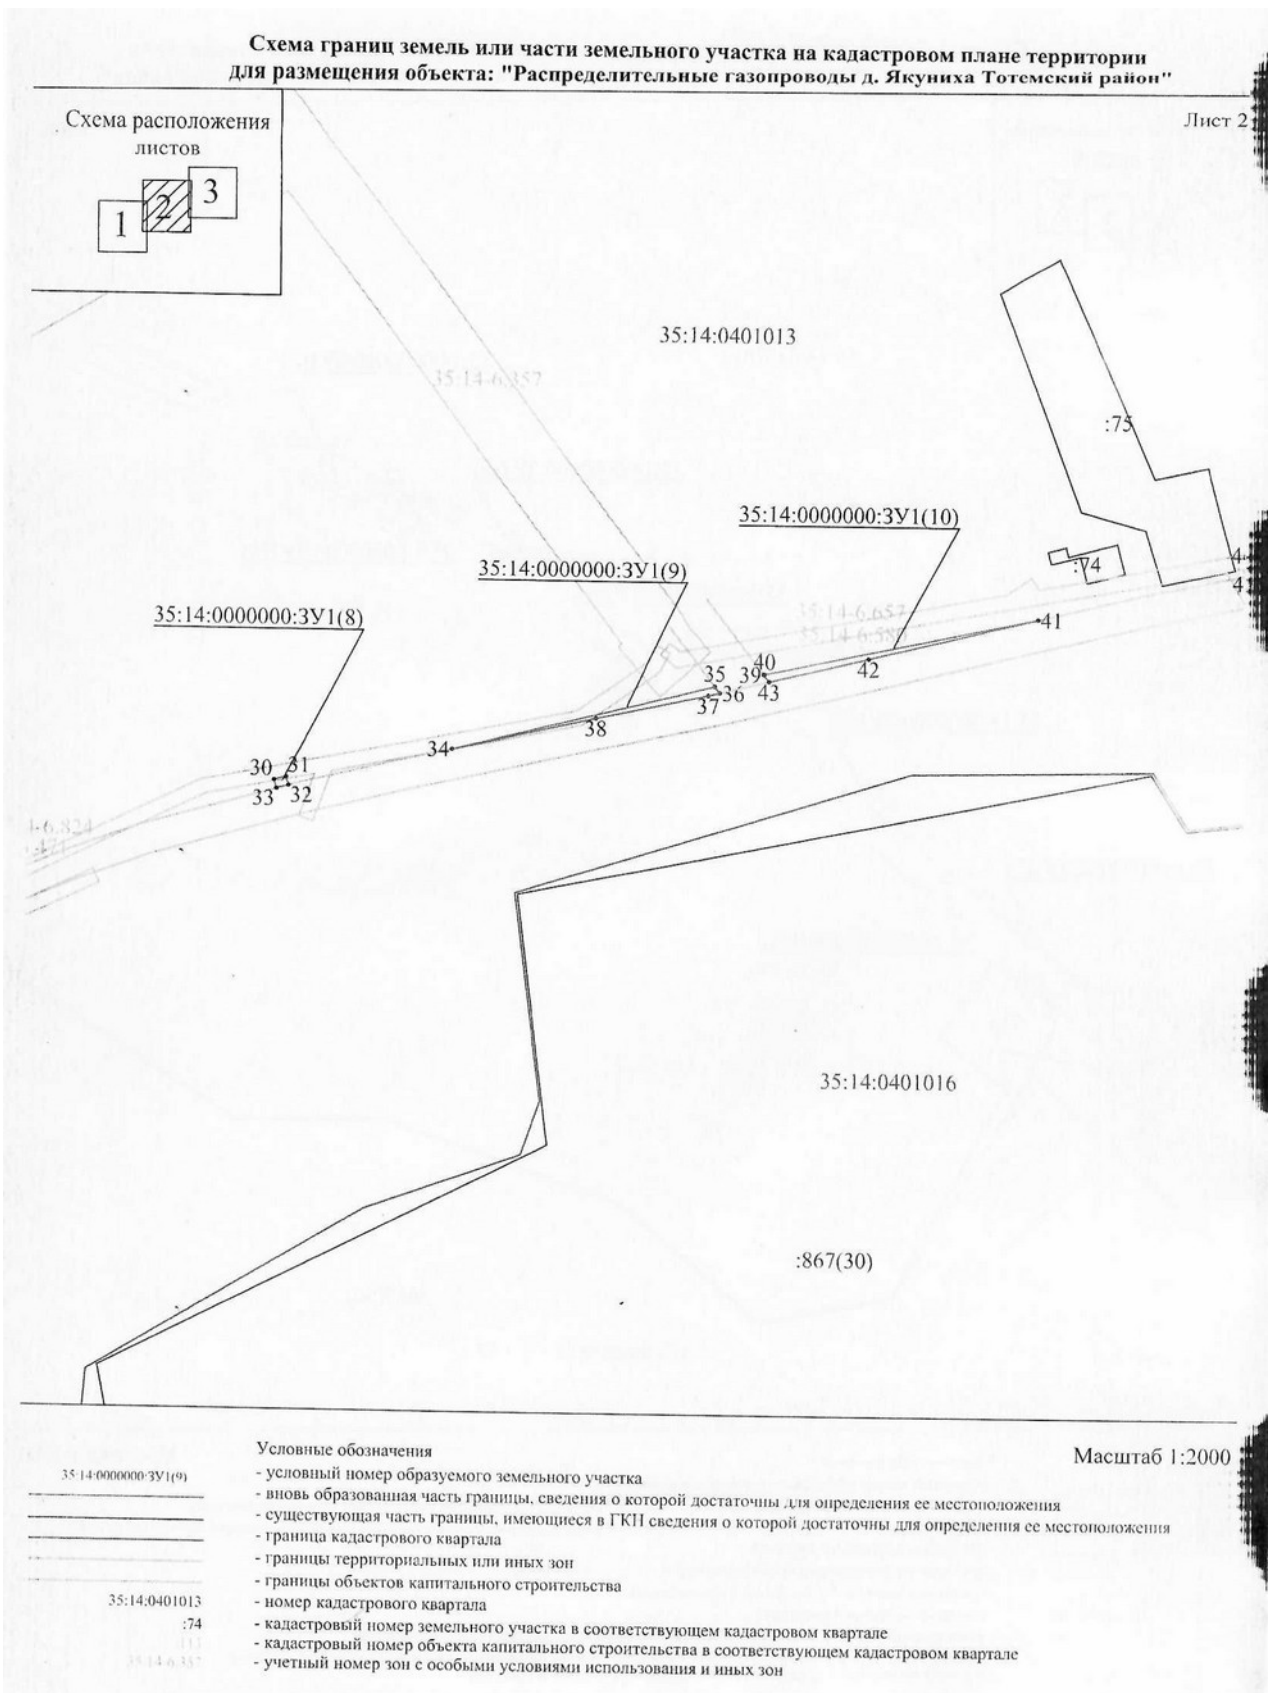 Схема границ земель или части земельного участка на кадастровом плане территории
для размещения объекта: "Распределительные газопроводы д. Якуниха Тотемский район"
Схема расположения
листов
Лист 2
1
2
3
35:14:0401013
35:14-6.357
:75
35:14:0000000:ЗУ1(10)
35:14:0000000:ЗУ1(9)
:74
35:14:0000000:ЗУ1(8)
35:14-6.657
35:14-6.580
41
40
42
39
35
43
36
37
38
34
30
31
33
32
35:14:0401016
:867(30)
Условные обозначения
Масштаб 1:2000
35:14:0000000:ЗУ1(9)
- условный номер образуемого земельного участка
- вновь образованная часть границы, сведения о которой достаточны для определения ее местоположения
- существующая часть границы, имеющиеся в ГКН сведения о которой достаточны для определения ее местоположения
- граница кадастрового квартала
- границы территориальных или иных зон
- границы объектов капитального строительства
35:14:0401013 - номер кадастрового квартала
:74 - кадастровый номер земельного участка в соответствующем кадастровом квартале
- кадастровый номер объекта капитального строительства в соответствующем кадастровом квартале
35:14-6.357 - учетный номер зон с особыми условиями использования и иных зон